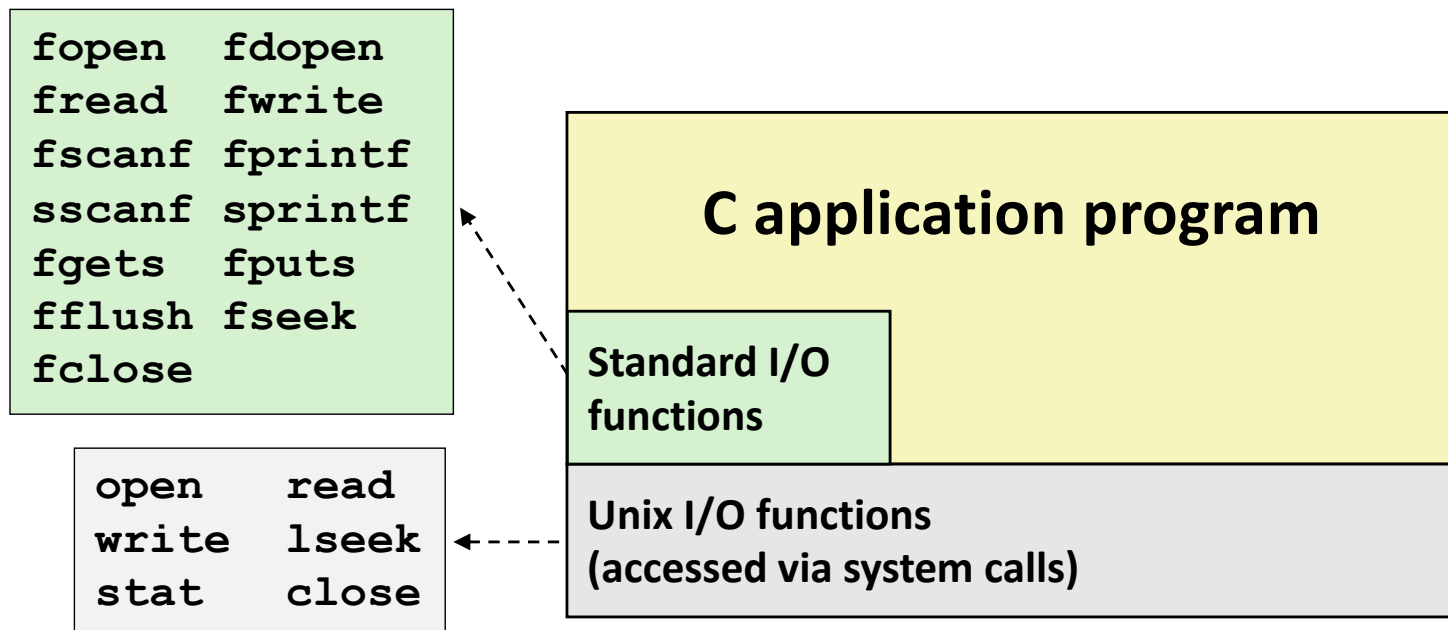 fopen fdopen
fread fwrite
fscanf fprintf
sscanf sprintf
fgets fputs
fflush fseek
fclose
C application program
Standard I/O
functions
open read
write lseek
stat close
Unix I/O functions
(accessed via system calls)